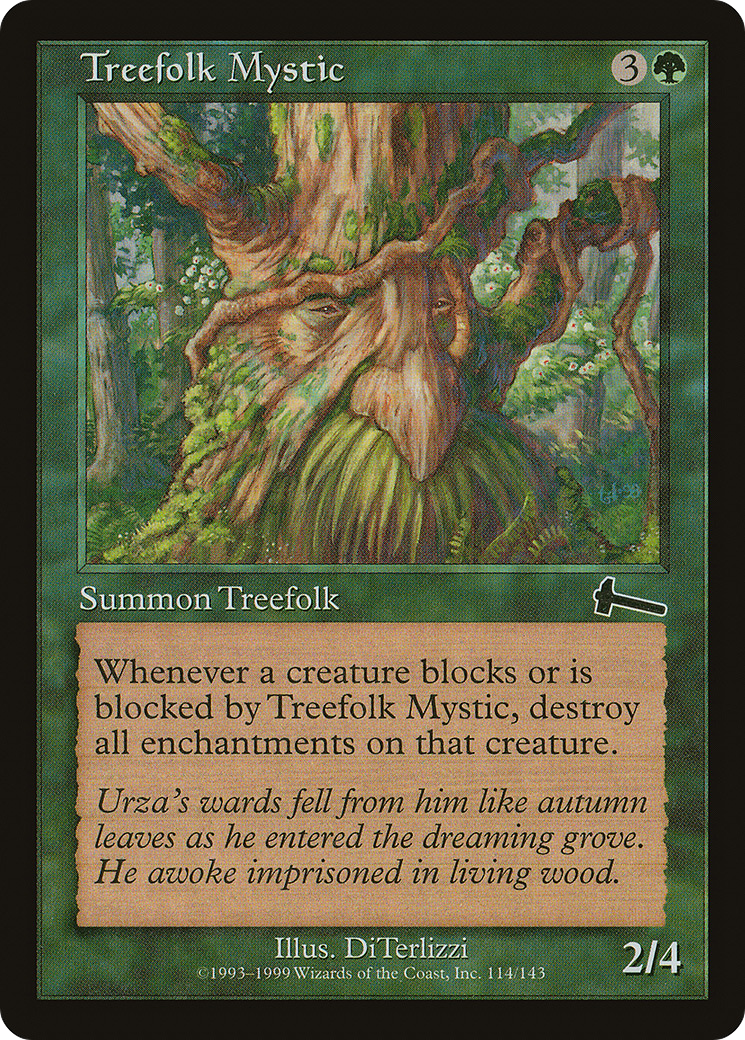 Treefolk Mystic 3
Summon Treefolk
Whenever a creature blocks or is
blocked by Treefolk Mystic, destroy
all enchantments on that creature.
Urza's wards fell from him like autumn
leaves as he entered the dreaming grove.
He awoke imprisoned in living wood.
Illus. DiTerlizzi
©1993–1999 Wizards of the Coast, Inc. 114/143
2/4